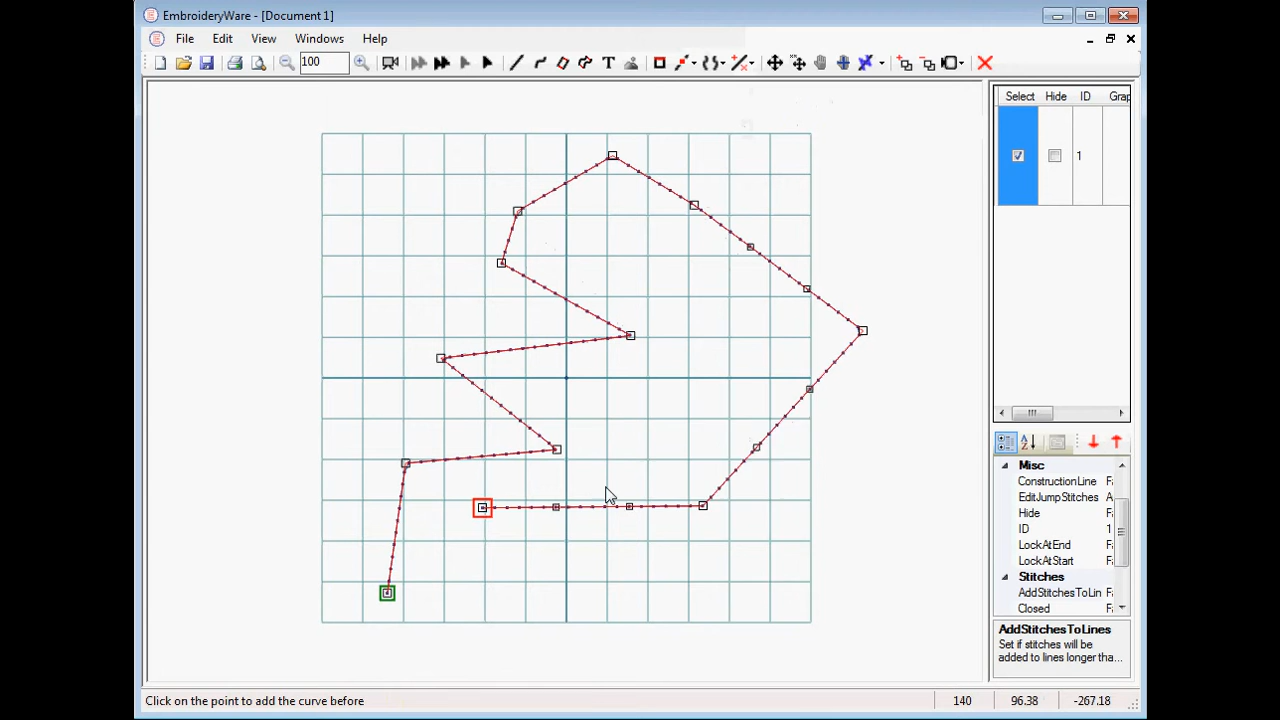 EmbroideryWare - [Document 1]
File Edit View Windows Help
100
Select Hide ID Grap
1
Misc
ConstructionLine F
EditJumpStitches
Hide F
ID 1
LockAtEnd F
LockAtStart F
Stitches
AddStitchesToLin F
Closed F
AddStitchesToLines
Set if stitches will be
added to lines longer tha...
Click on the point to add the curve before 140 96.38 -267.18